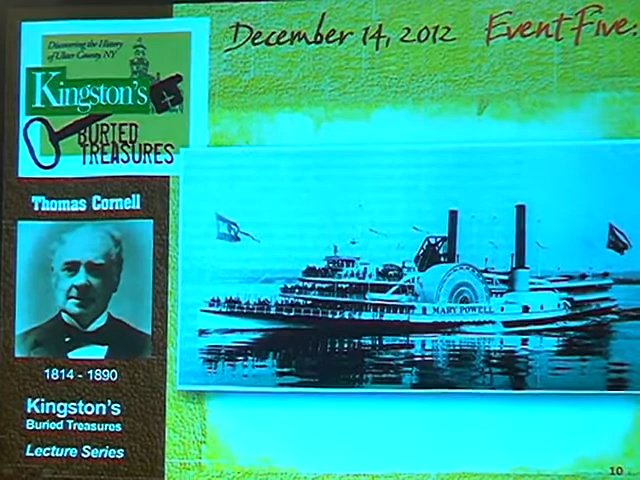 December 14, 2012 Event Five:
Discovering the History
of Ulster County, NY
Kingston's
BURIED
TREASURES
Thomas Cornell
MARY POWELL
1814 - 1890
Kingston's
Buried Treasures
Lecture Series
10